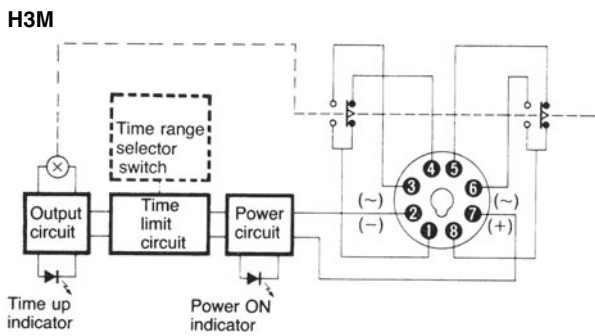 H3M
Time range
selector
switch
Output
circuit
Time
limit
circuit
Power
circuit
Time up
indicator
Power ON
indicator
4 5
3 6
(~) (~)
2 7
(−) (+)
1 8